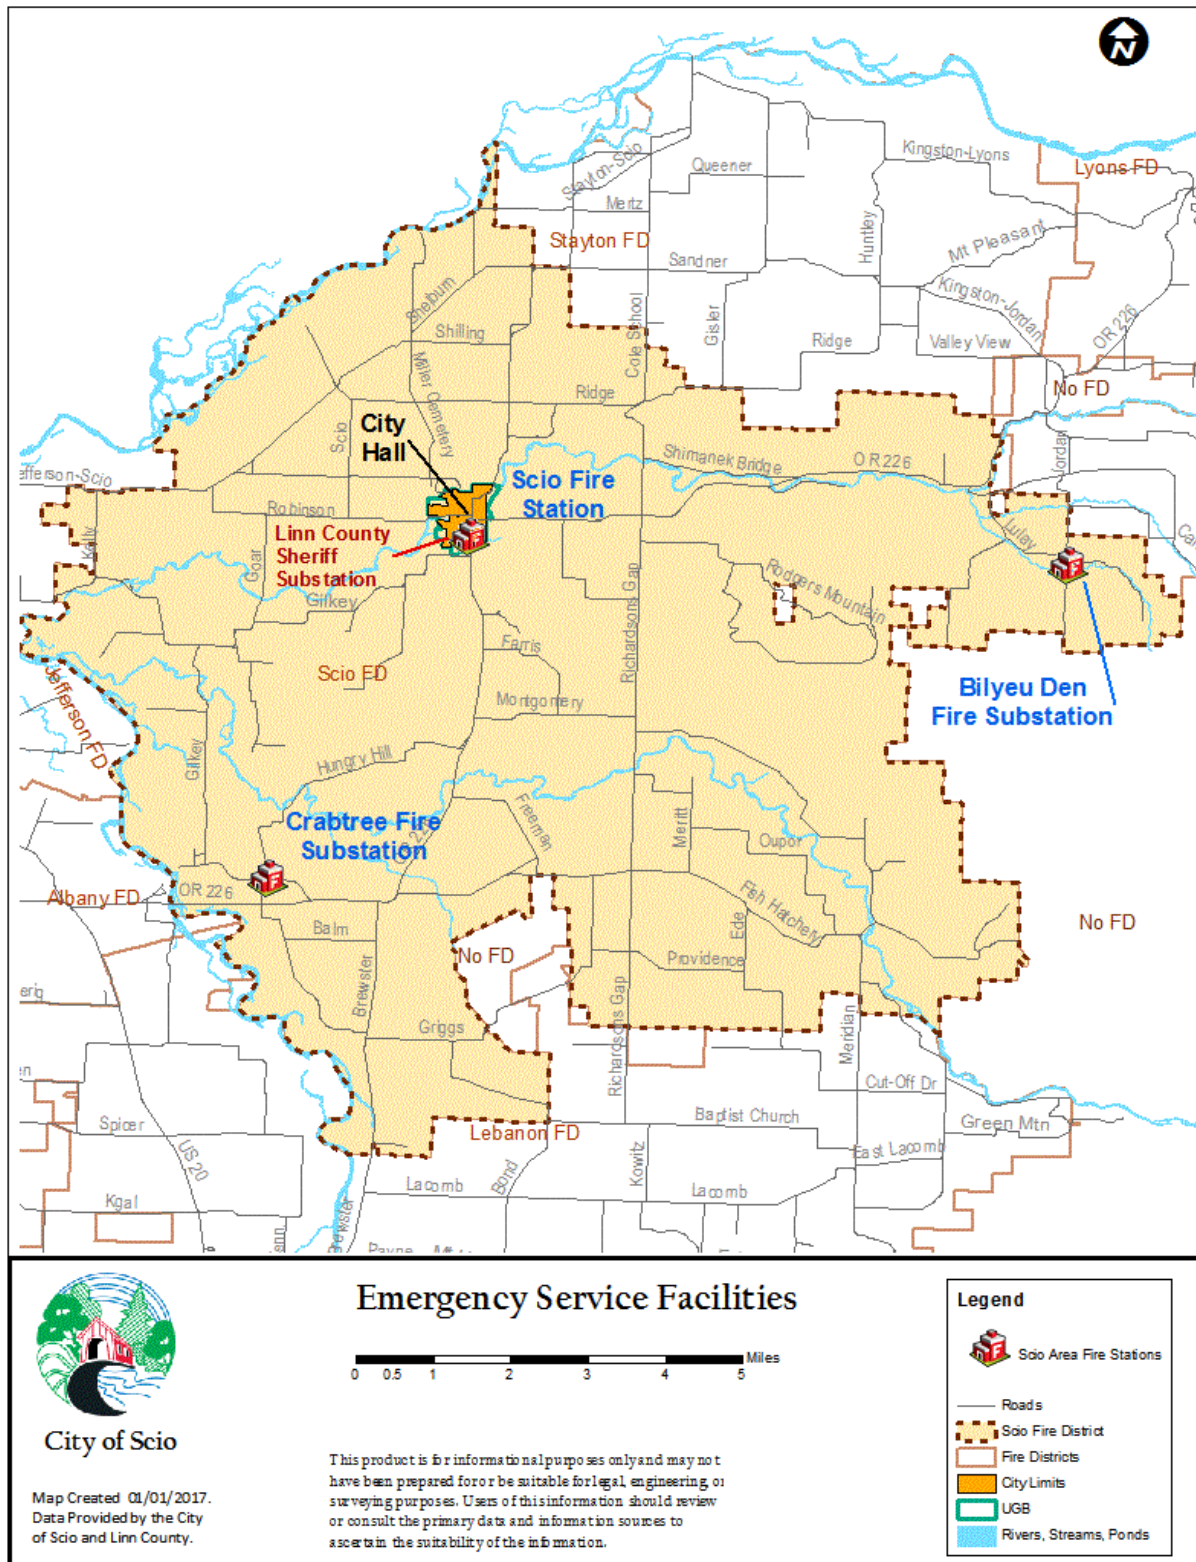 N
Kingston-Lyons
Lyons FD
Queener
Stayton-Scio
Mertz
Huntley
Stayton FD
Mt Pleasant
Sandner
Shelburn
Cole School
Gisler
Kingston-Jordan
OR 226
Shilling
Ridge
Valley View
Miller Cemetery
No FD
Ridge
City
Hall
Scio
Jordan
Shimanek Bridge
OR 226
efferson-Scio
Scio Fire
Station
Robinson
Linn County
Sheriff
Substation
Kelly
Goar
Lulay
Gilkey
Richardsons Gap
Rodgers Mountain
Farris
Scio FD
Jefferson FD
Montgomery
Bilyeu Den
Fire Substation
Gilkey
Hungry Hill
Freeman
Meritt
Crabtree Fire
Substation
Oupor
OR 226
Albany FD
Fish Hatchery
Ede
Balm
No FD
No FD
Providence
Brewster
Griggs
Richardsons Gap
Meridian
Cut-Off Dr
Spicer
Baptist Church
Green Mtn
Lebanon FD
US 20
East Lacomb
Kowitz
Bond
Kgal
Lacomb
Lacomb
Emergency Service Facilities
0 0.5 1 2 3 4 5 Miles
City of Scio
Map Created 01/01/2017.
Data Provided by the City
of Scio and Linn County.
This product is for informational purposes only and may not
have been prepared for or be suitable for legal, engineering, or
surveying purposes. Users of this information should review
or consult the primary data and information sources to
ascertain the suitability of the information.
Legend
Scio Area Fire Stations
Roads
Scio Fire District
Fire Districts
City Limits
UGB
Rivers, Streams, Ponds